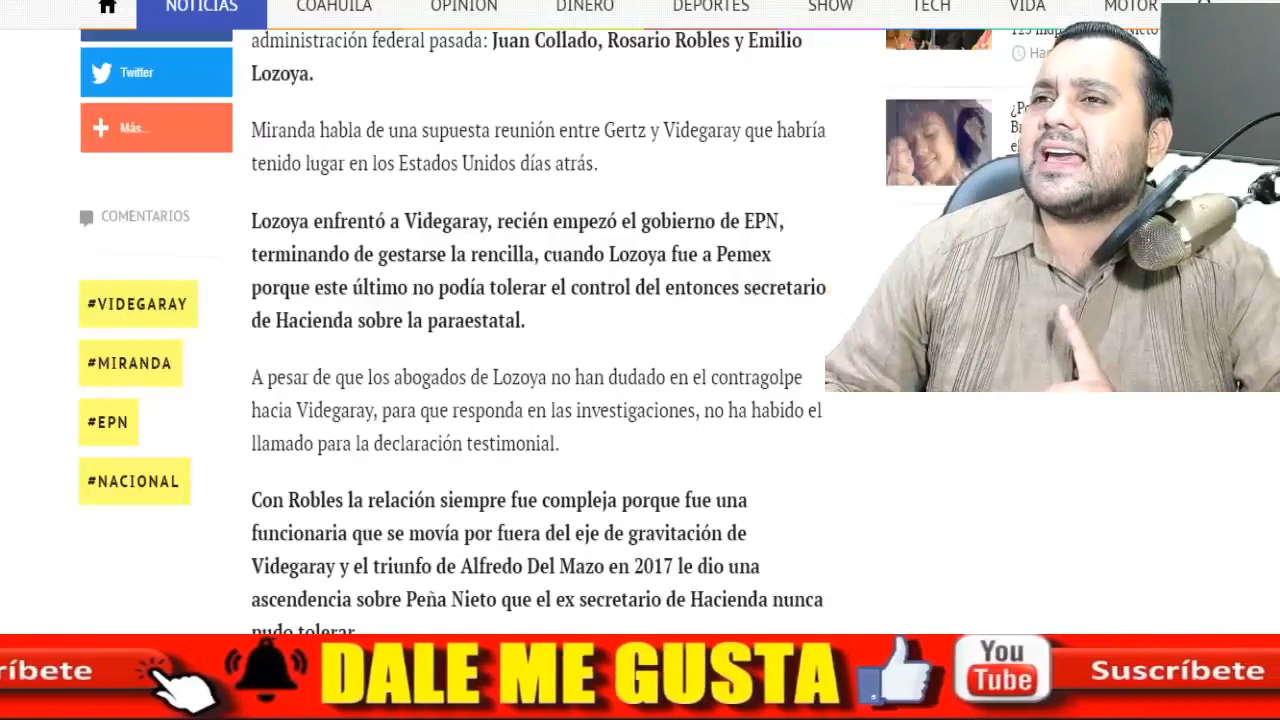 NOTICIAS COAHUILA OPINIÓN DINERO DEPORTES SHOW TECH VIDA MOTOR
administración federal pasada: Juan Collado, Rosario Robles y Emilio
Lozoya.
Twitter
Más...
Miranda habla de una supuesta reunión entre Gertz y Videgaray que habría
tenido lugar en los Estados Unidos días atrás.
COMENTARIOS
Lozoya enfrentó a Videgaray, recién empezó el gobierno de EPN,
terminando de gestarse la rencilla, cuando Lozoya fue a Pemex
porque este último no podía tolerar el control del entonces secretario
de Hacienda sobre la paraestatal.
#VIDEGARAY
#MIRANDA
#EPN
#NACIONAL
A pesar de que los abogados de Lozoya no han dudado en el contragolpe
hacia Videgaray, para que responda en las investigaciones, no ha habido el
llamado para la declaración testimonial.
Con Robles la relación siempre fue compleja porque fue una
funcionaria que se movía por fuera del eje de gravitación de
Videgaray y el triunfo de Alfredo Del Mazo en 2017 le dio una
ascendencia sobre Peña Nieto que el ex secretario de Hacienda nunca
pudo tolerar
ríbete
DALE ME GUSTA
You
Tube
Suscríbete